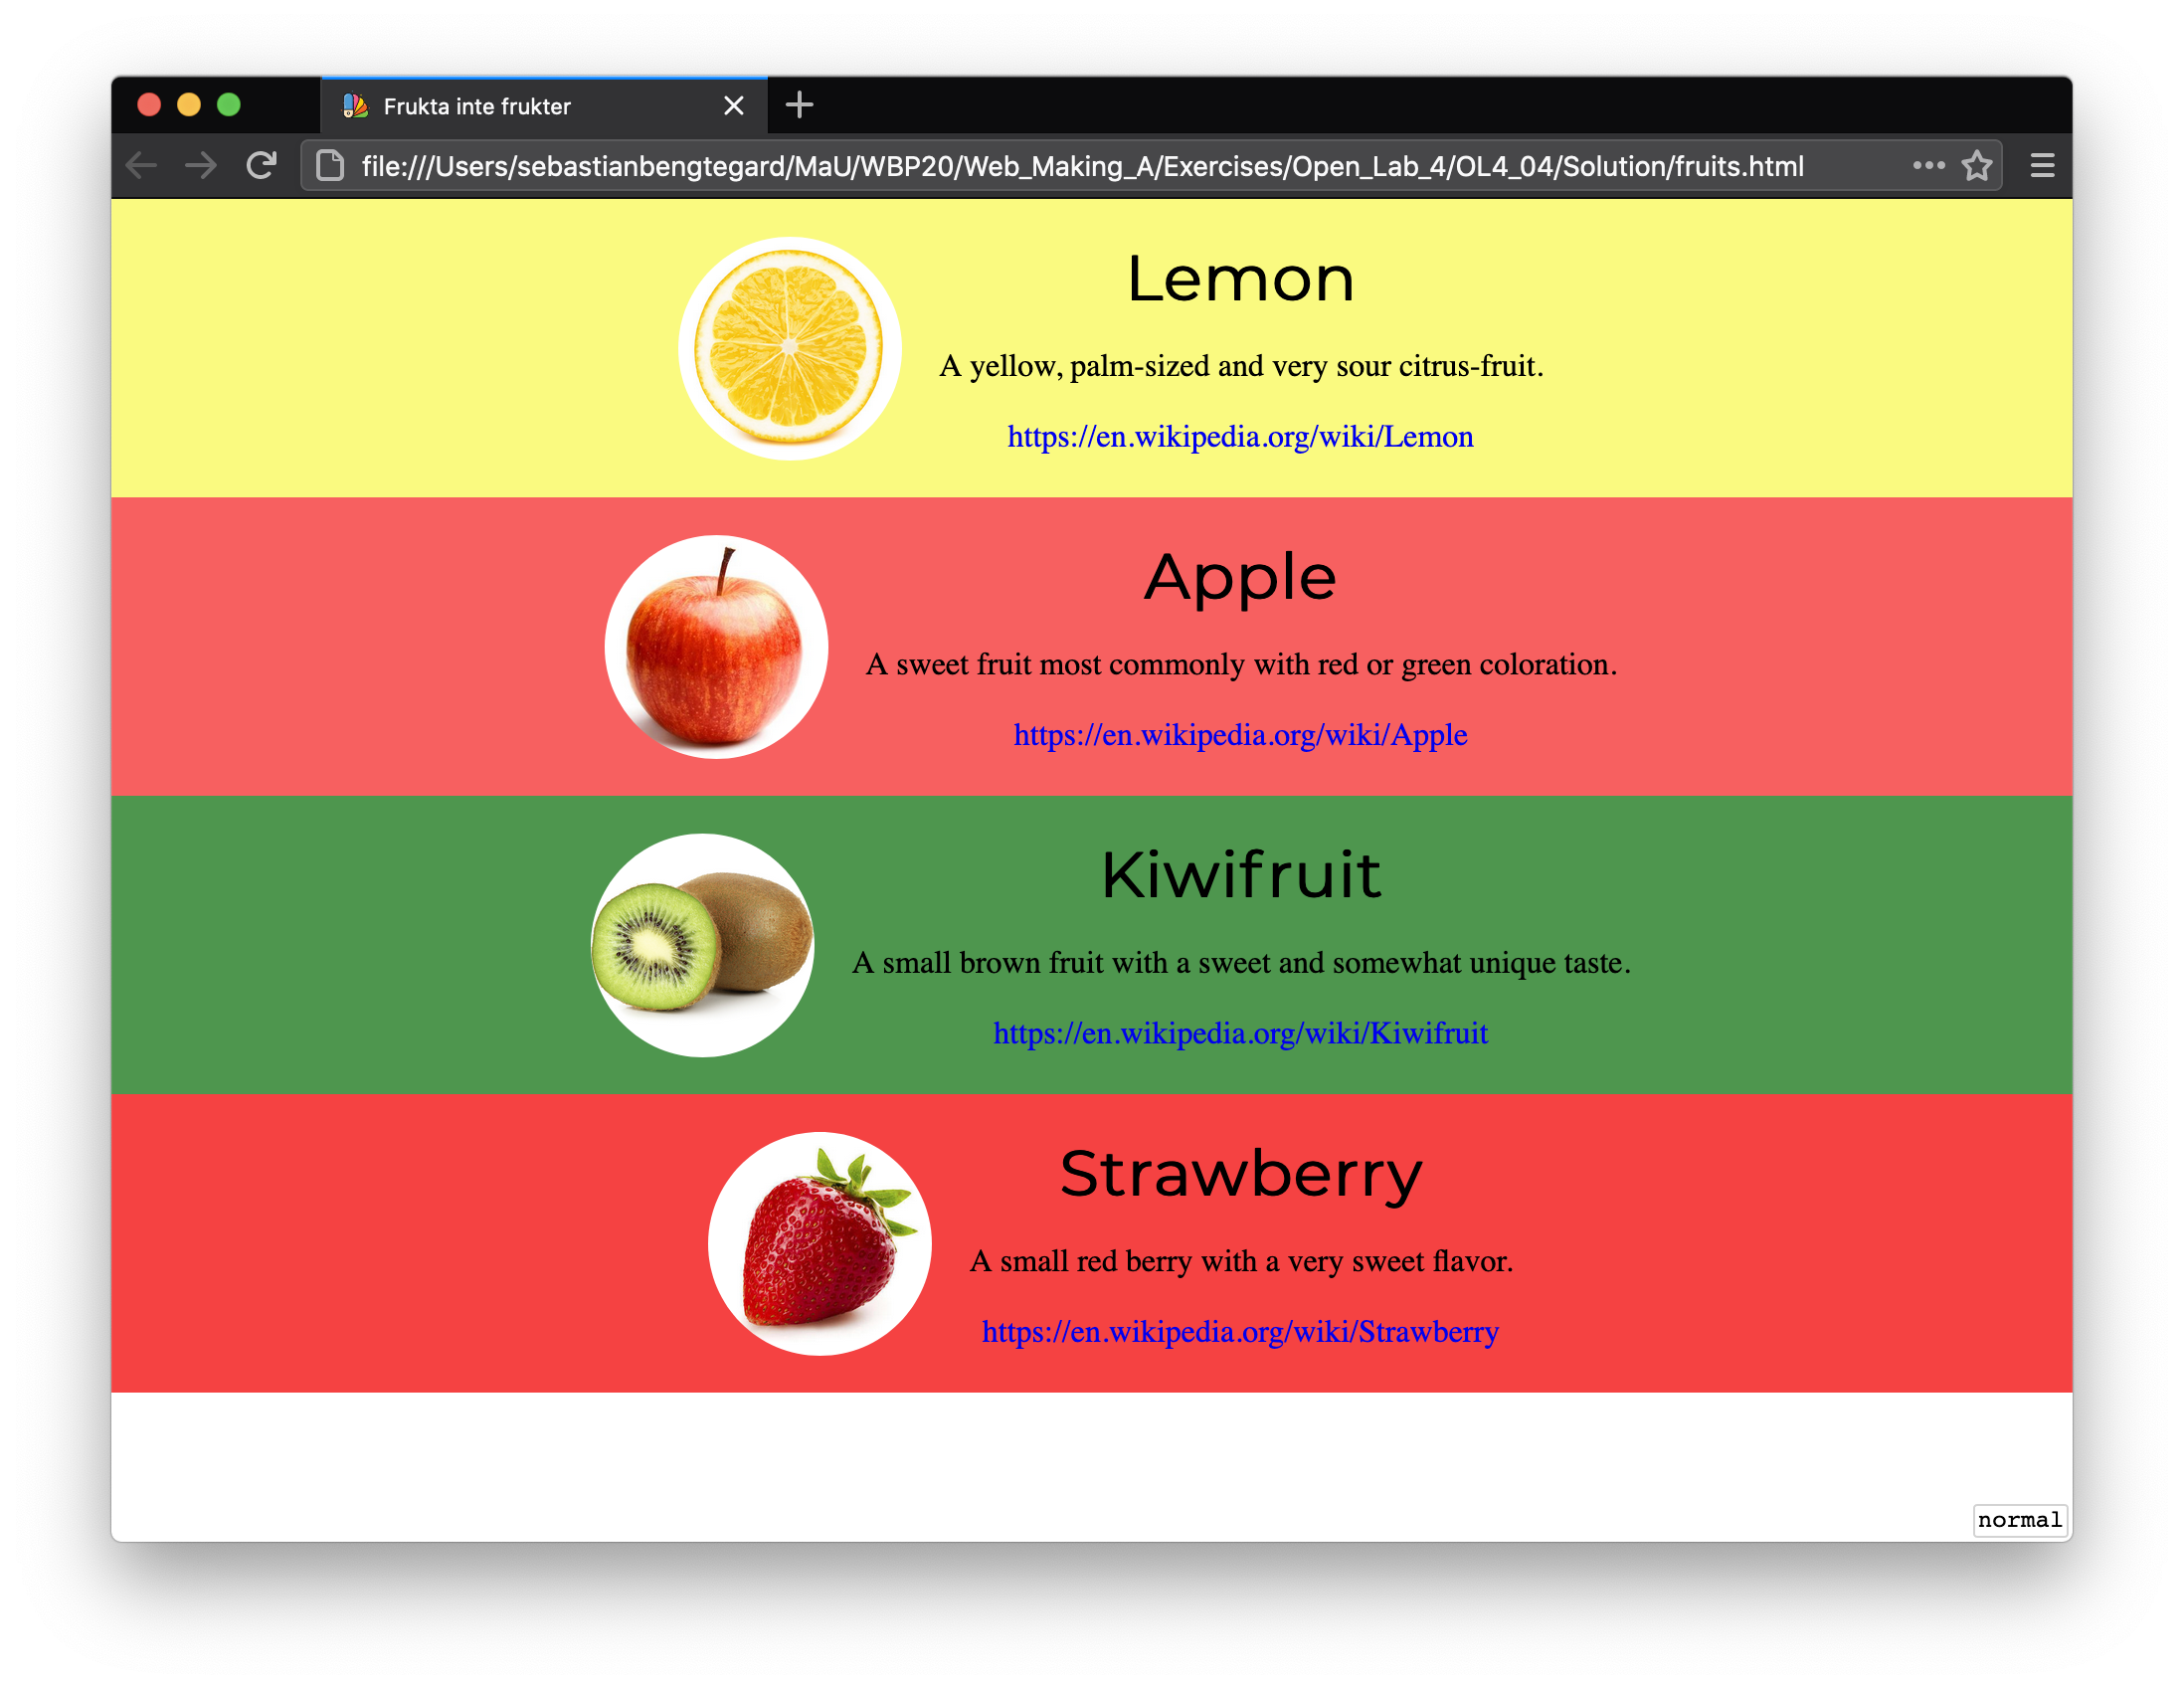 Frukta inte frukter
file:///Users/sebastianbengtegard/MaU/WBP20/Web_Making_A/Exercises/Open_Lab_4/OL4_04/Solution/fruits.html
Lemon
A yellow, palm-sized and very sour citrus-fruit.
https://en.wikipedia.org/wiki/Lemon
Apple
A sweet fruit most commonly with red or green coloration.
https://en.wikipedia.org/wiki/Apple
Kiwifruit
A small brown fruit with a sweet and somewhat unique taste.
https://en.wikipedia.org/wiki/Kiwifruit
Strawberry
A small red berry with a very sweet flavor.
https://en.wikipedia.org/wiki/Strawberry
normal